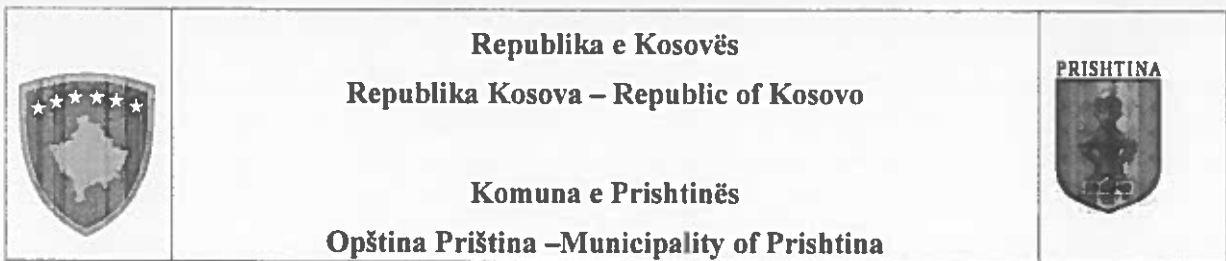 Republika e Kosovës
Republika Kosova – Republic of Kosovo
PRISHTINA
Komuna e Prishtinës
Opština Priština –Municipality of Prishtina